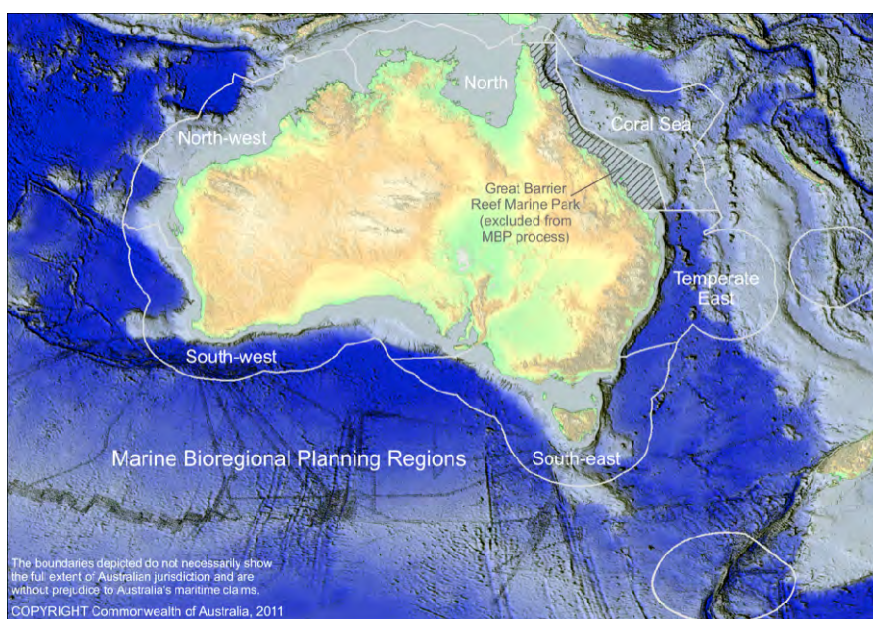 North
North-west
Coral Sea
Great Barrier
Reef Marine Park
(excluded from
MBP process)
Temperate
East
South-west
Marine Bioregional Planning Regions
South-east
The boundaries depicted do not necessarily show
the full extent of Australian jurisdiction and are
without prejudice to Australia's maritime claims.
COPYRIGHT Commonwealth of Australia, 2011